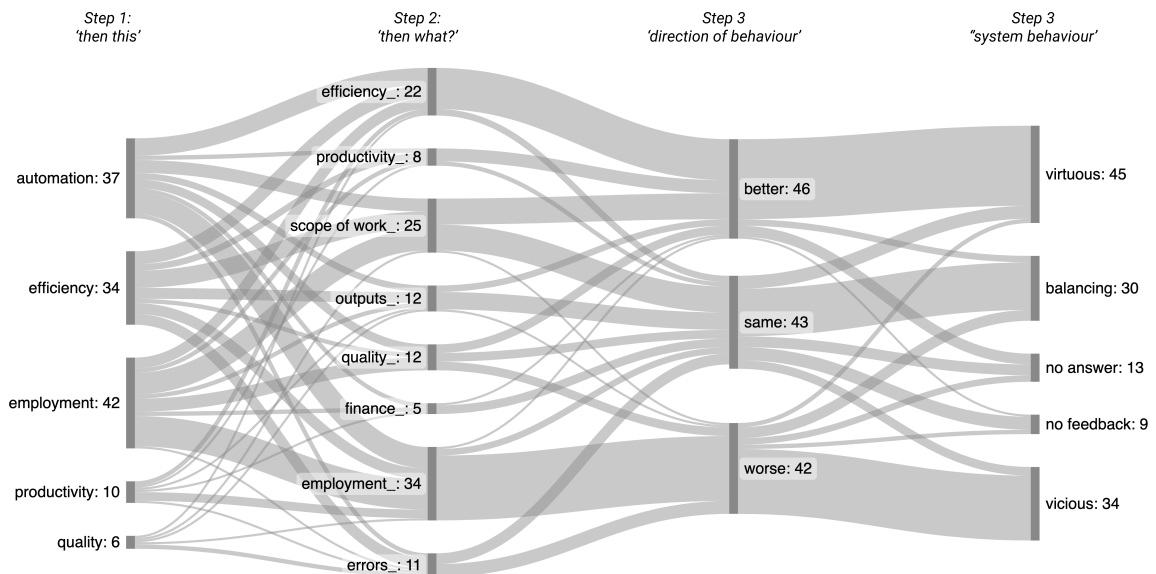 Step 1:
‘then this’
Step 2:
‘then what?’
Step 3
‘direction of behaviour’
Step 3
“system behaviour’
automation: 37
efficiency: 34
employment: 42
productivity: 10
quality: 6
efficiency_: 22
productivity_: 8
scope of work_: 25
outputs_: 12
quality_: 12
finance_: 5
employment_: 34
errors_: 11
better: 46
same: 43
worse: 42
virtuous: 45
balancing: 30
no answer: 13
no feedback: 9
vicious: 34